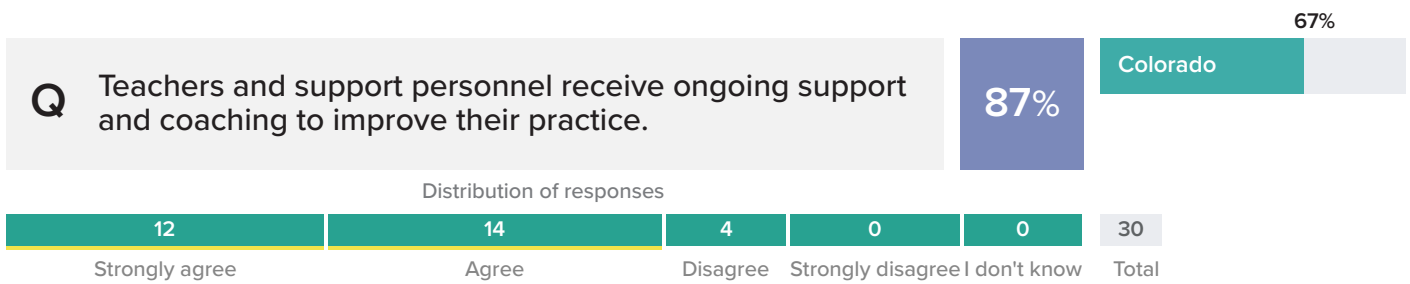 67%
Q Teachers and support personnel receive ongoing support
and coaching to improve their practice.
87%
Colorado
Distribution of responses
12 14 4 0 0 30
Strongly agree Agree Disagree Strongly disagree I don't know Total